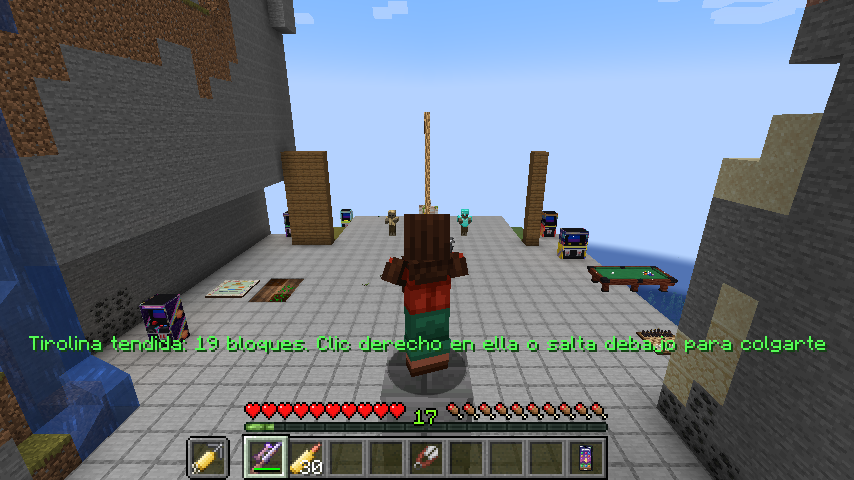 Tirolina tendida: 19 bloques. Clic derecho en ella o salta debajo para colgarte
17
30